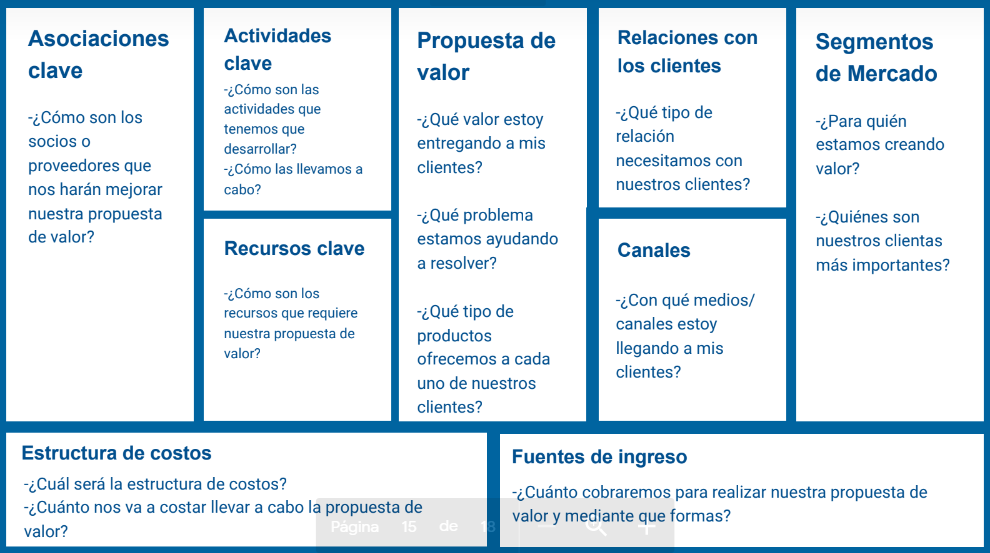 Asociaciones
clave
-¿Cómo son los
socios o
proveedores que
nos harán mejorar
nuestra propuesta
de valor?
Actividades
clave
-¿Cómo son las
actividades que
tenemos que
desarrollar?
-¿Cómo las llevamos a
cabo?
Recursos clave
-¿Cómo son los
recursos que requiere
nuestra propuesta de
valor?
Propuesta de
valor
-¿Qué valor estoy
entregando a mis
clientes?
-¿Qué problema
estamos ayudando
a resolver?
-¿Qué tipo de
productos
ofrecemos a cada
uno de nuestros
clientes?
Relaciones con
los clientes
-¿Qué tipo de
relación
necesitamos con
nuestros clientes?
Canales
-¿Con qué medios/
canales estoy
llegando a mis
clientes?
Segmentos
de Mercado
-¿Para quién
estamos creando
valor?
-¿Quiénes son
nuestros clientas
más importantes?
Estructura de costos
-¿Cuál será la estructura de costos?
-¿Cuánto nos va a costar llevar a cabo la propuesta de
valor?
Fuentes de ingreso
-¿Cuánto cobraremos para realizar nuestra propuesta de
valor y mediante que formas?
Página 15 de 18